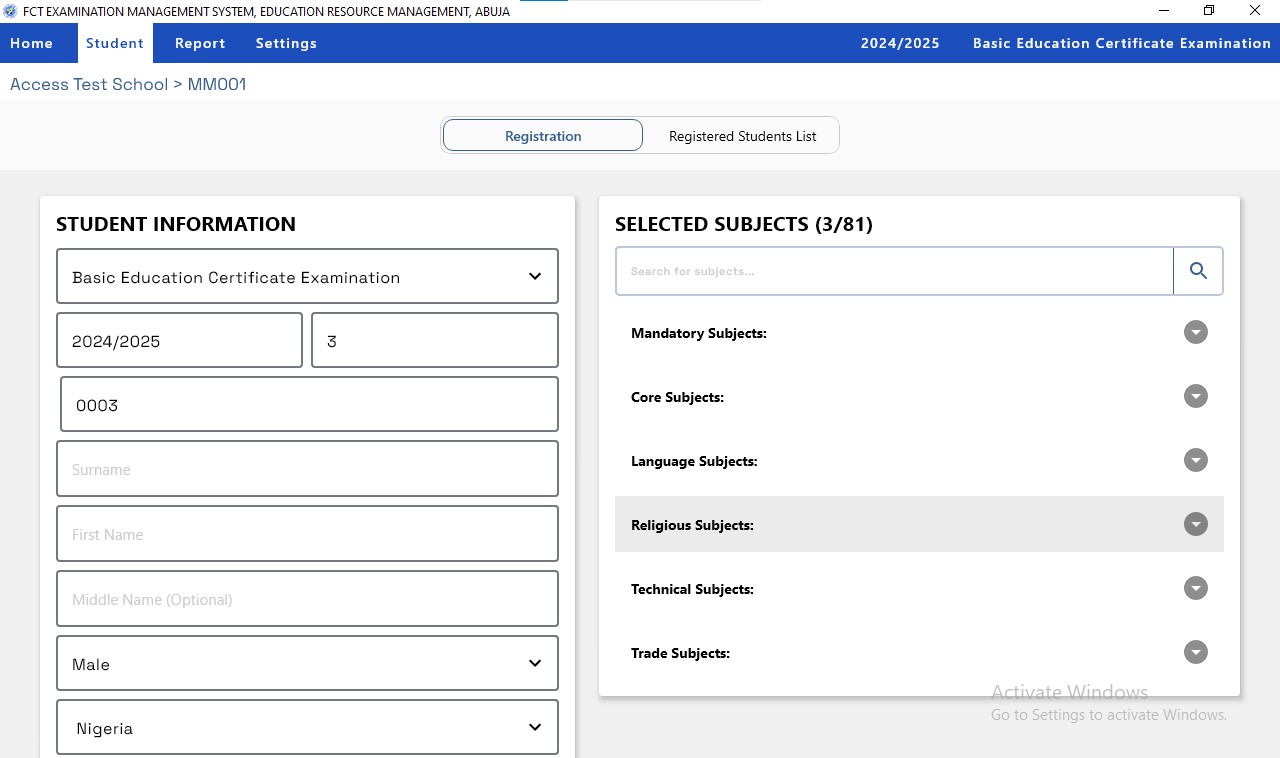 FCT EXAMINATION MANAGEMENT SYSTEM, EDUCATION RESOURCE MANAGEMENT, ABUJA
Home Student Report Settings 2024/2025 Basic Education Certificate Examination
Access Test School > MM001
Registration Registered Students List
STUDENT INFORMATION
Basic Education Certificate Examination
2024/2025 3
0003
Surname
First Name
Middle Name (Optional)
Male
Nigeria
SELECTED SUBJECTS (3/81)
Search for subjects...
Mandatory Subjects:
Core Subjects:
Language Subjects:
Religious Subjects:
Technical Subjects:
Trade Subjects:
Activate Windows
Go to Settings to activate Windows.